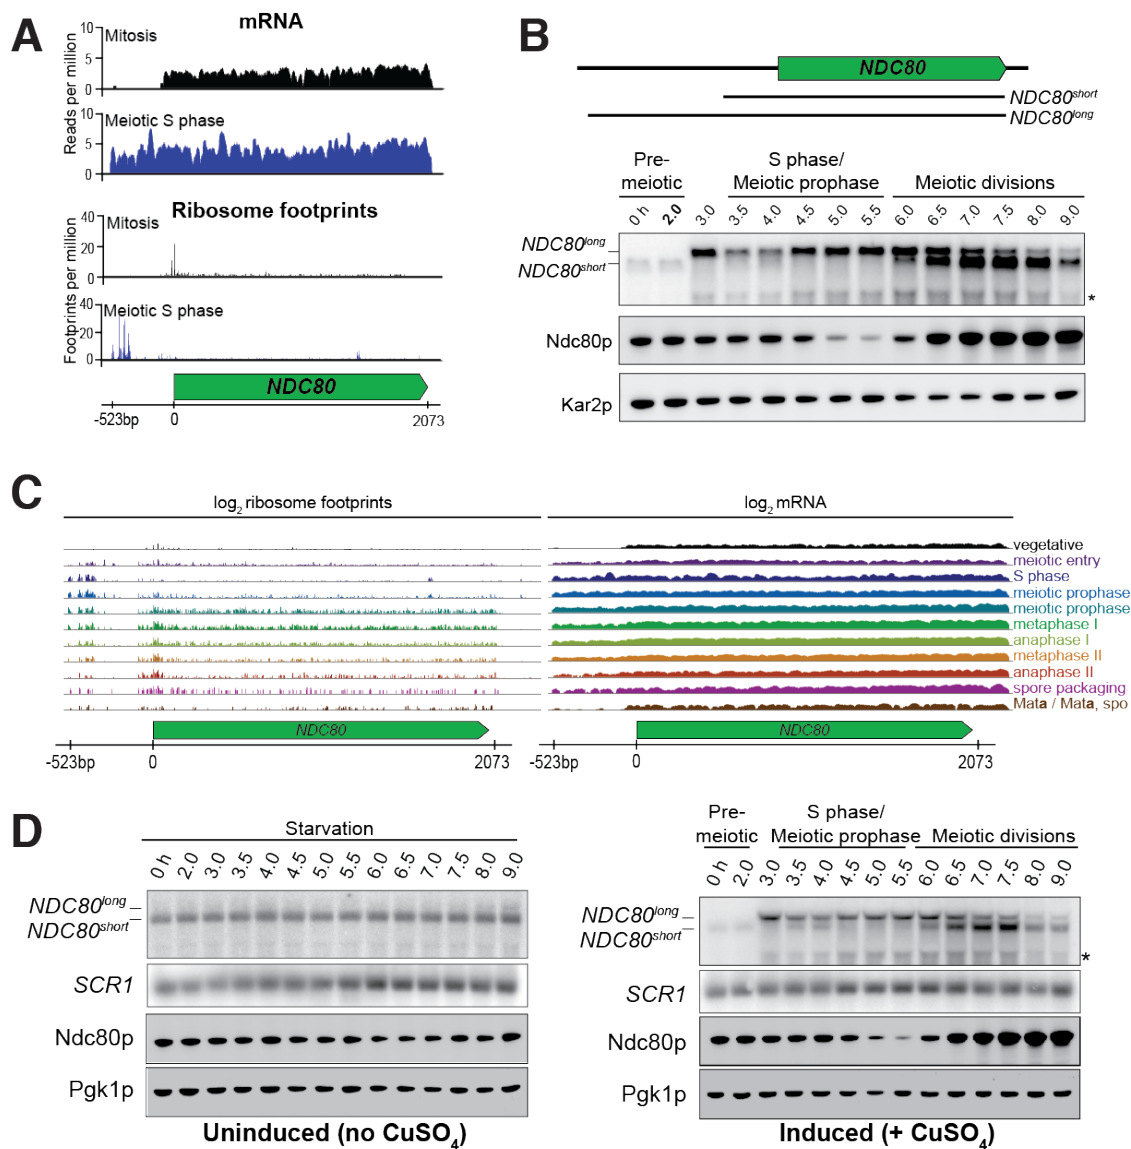 A
mRNA
10
Mitosis
5
0
10
Meiotic S phase
5
0
Reads per million
Ribosome footprints
40
Mitosis
20
0
40
Meiotic S phase
20
0
Footprints per million
NDC80
-523bp
0
2073
B
NDC80
NDC80short
NDC80long
Pre-
meiotic
S phase/
Meiotic prophase
Meiotic divisions
0 h 2.0 3.0 3.5 4.0 4.5 5.0 5.5 6.0 6.5 7.0 7.5 8.0 9.0
NDC80long
NDC80short
*
Ndc80p
Kar2p
C
log2 ribosome footprints
log2 mRNA
vegetative
meiotic entry
S phase
meiotic prophase
meiotic prophase
metaphase I
anaphase I
metaphase II
anaphase II
spore packaging
Mata / Mata, spo
NDC80
NDC80
-523bp
0
2073
-523bp
0
2073
D
Starvation
0 h 2.0 3.0 3.5 4.0 4.5 5.0 5.5 6.0 6.5 7.0 7.5 8.0 9.0
NDC80long
NDC80short
SCR1
Ndc80p
Pgk1p
Uninduced (no CuSO4)
Pre-
meiotic
S phase/
Meiotic prophase
Meiotic divisions
0 h 2.0 3.0 3.5 4.0 4.5 5.0 5.5 6.0 6.5 7.0 7.5 8.0 9.0
NDC80long
NDC80short
*
SCR1
Ndc80p
Pgk1p
Induced (+ CuSO4)